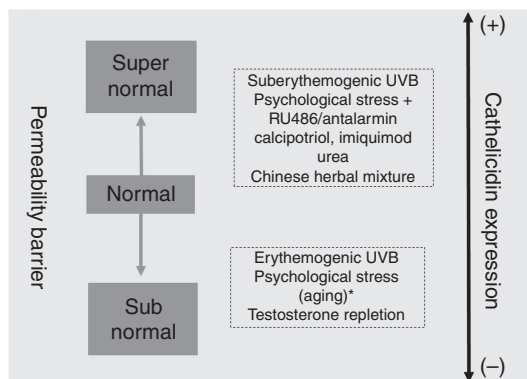 Permeability barrier
Super
normal
Normal
Sub
normal
Suberythemogenic UVB
Psychological stress +
RU486/antalarmin
calcipotriol, imiquimod
urea
Chinese herbal mixture
Erythemogenic UVB
Psychological stress
(aging)*
Testosterone repletion
(+)
Cathelicidin expression
(–)